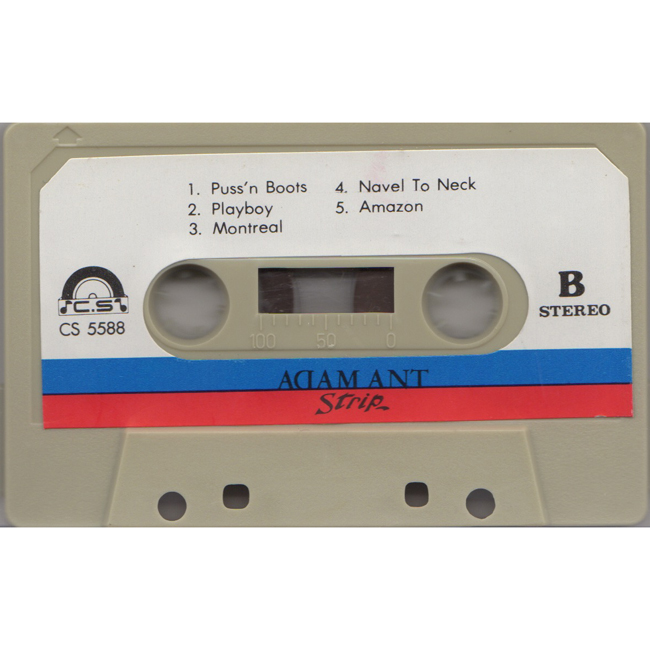 1. Puss'n Boots
2. Playboy
3. Montreal
4. Navel To Neck
5. Amazon
C.S
CS 5588
B
STEREO
100 50 0
ADAM ANT
Strip